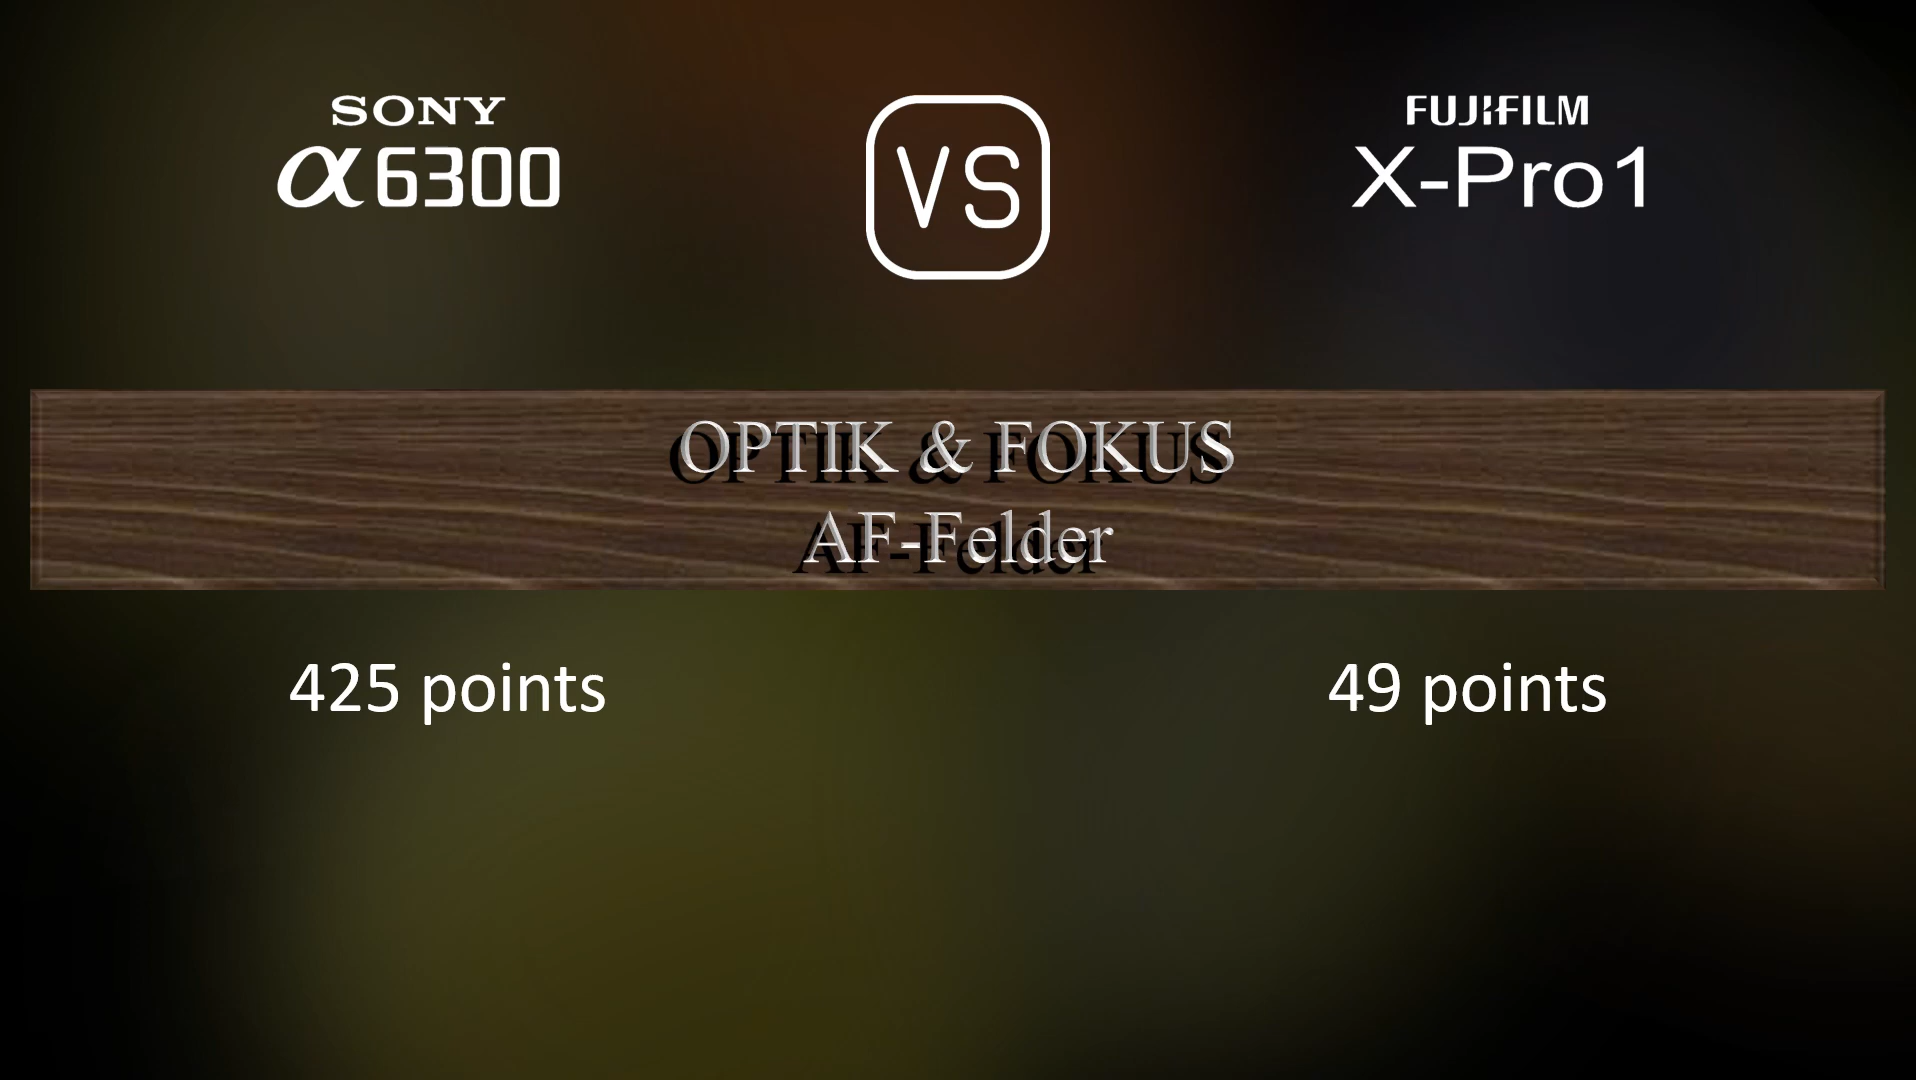 SONY
α6300
VS
FUJIFILM
X-Pro1
OPTIK & FOKUS
AF-Felder
425 points
49 points